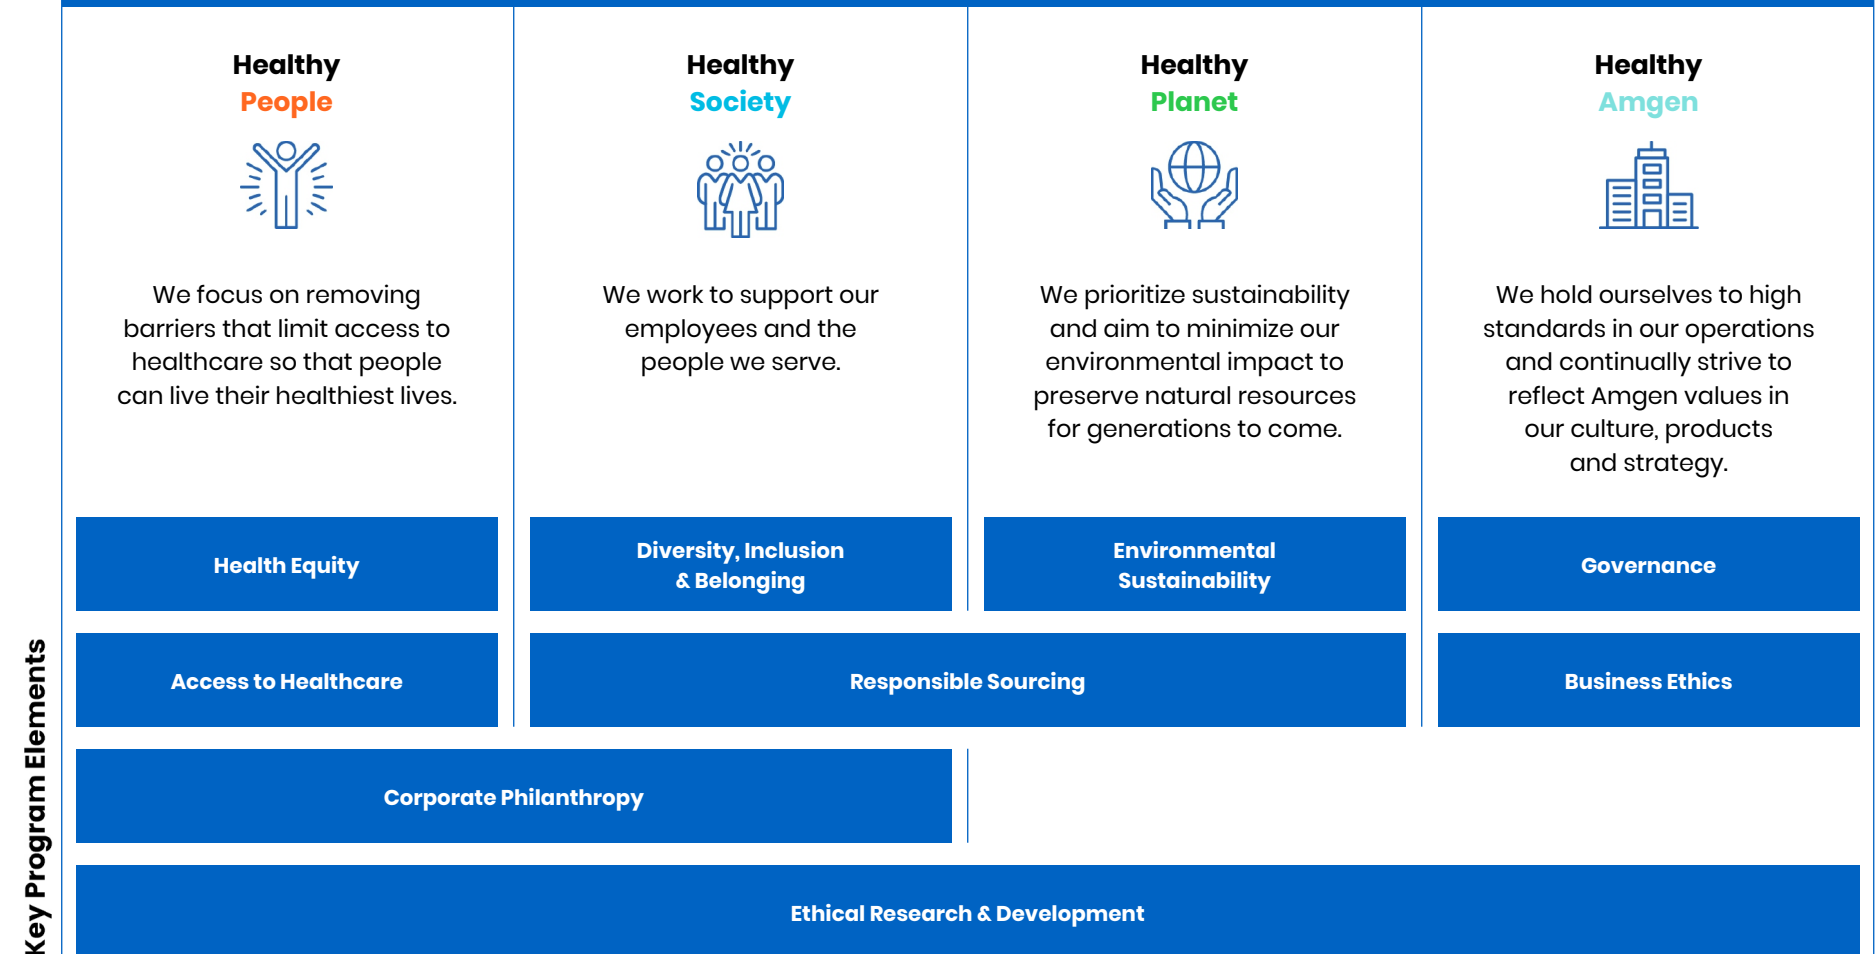 Healthy
People
We focus on removing
barriers that limit access to
healthcare so that people
can live their healthiest lives.
Healthy
Society
We work to support our
employees and the
people we serve.
Healthy
Planet
We prioritize sustainability
and aim to minimize our
environmental impact to
preserve natural resources
for generations to come.
Healthy
Amgen
We hold ourselves to high
standards in our operations
and continually strive to
reflect Amgen values in
our culture, products
and strategy.
Key Program Elements
Health Equity
Diversity, Inclusion
& Belonging
Environmental
Sustainability
Governance
Access to Healthcare
Responsible Sourcing
Business Ethics
Corporate Philanthropy
Ethical Research & Development